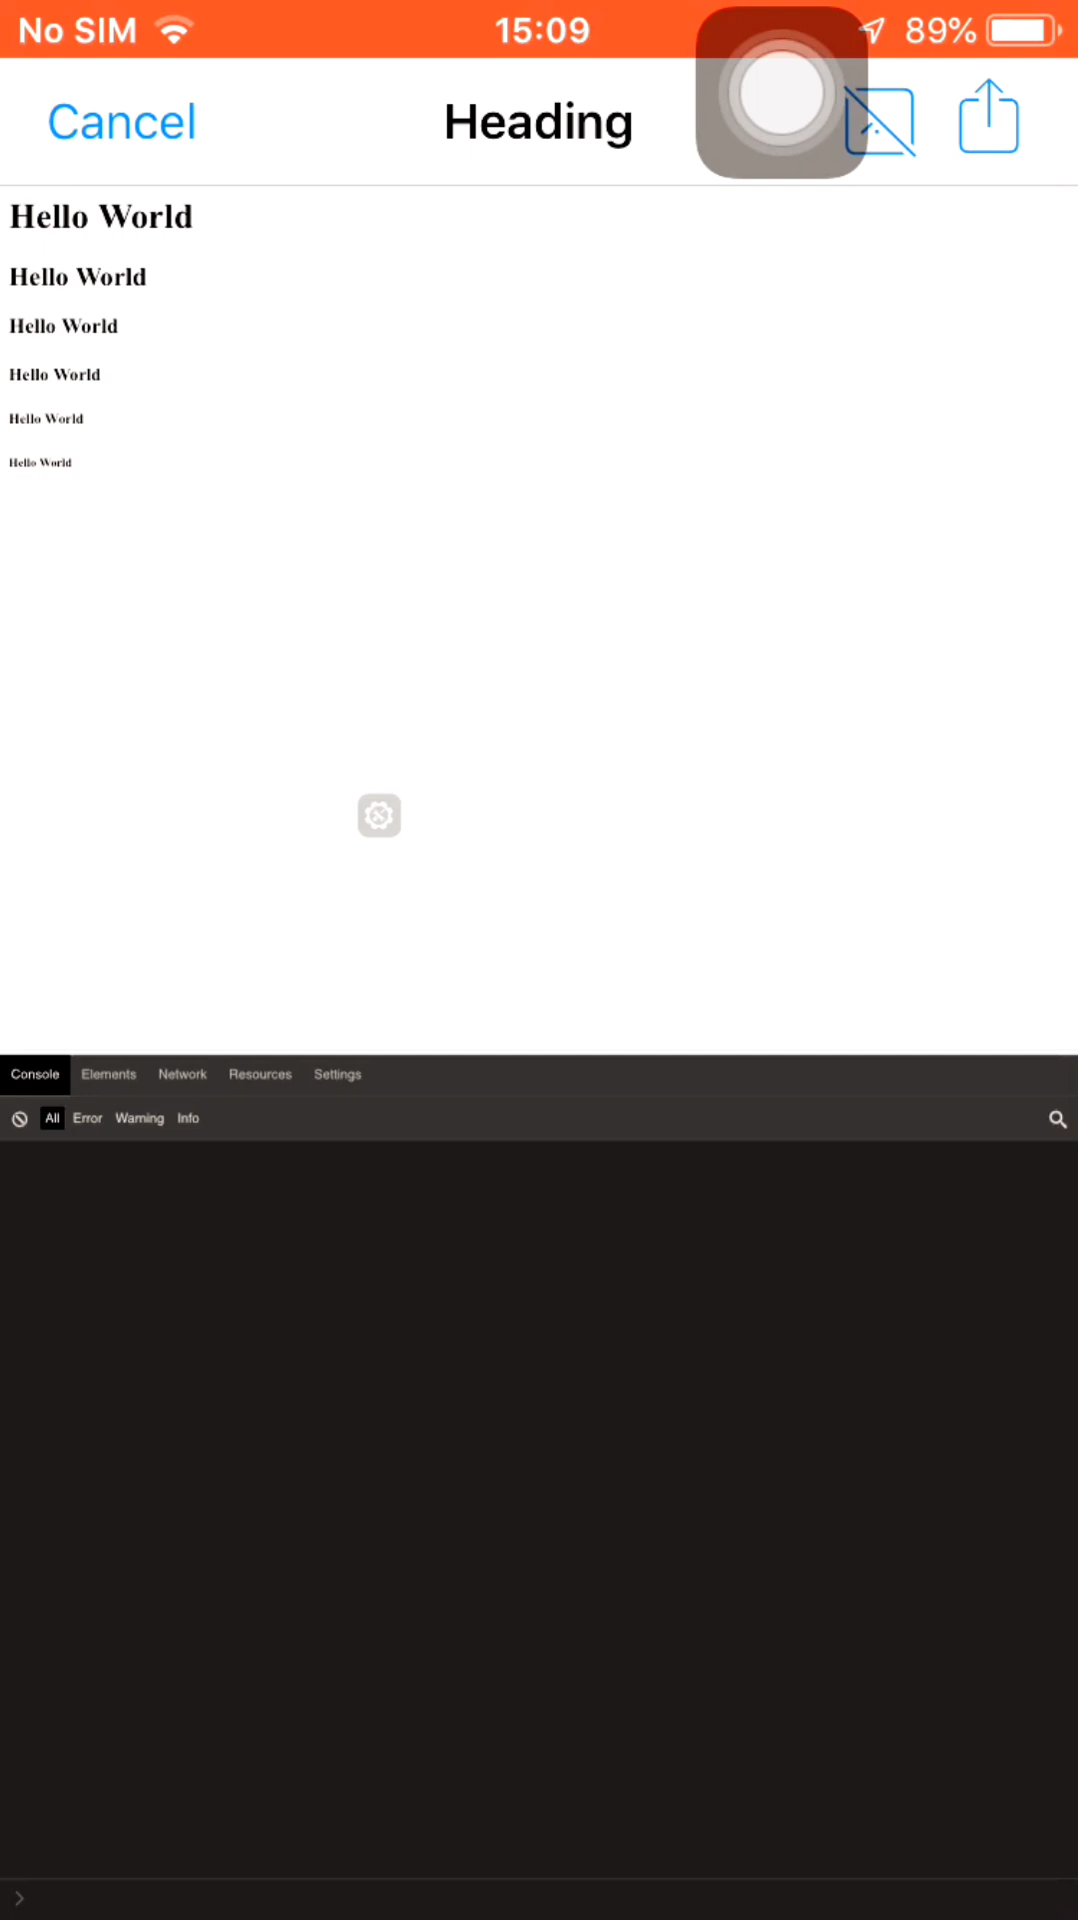 No SIM 15:09 89%
Cancel Heading
Hello World
Hello World
Hello World
Hello World
Hello World
Hello World
Console Elements Network Resources Settings
All Error Warning Info